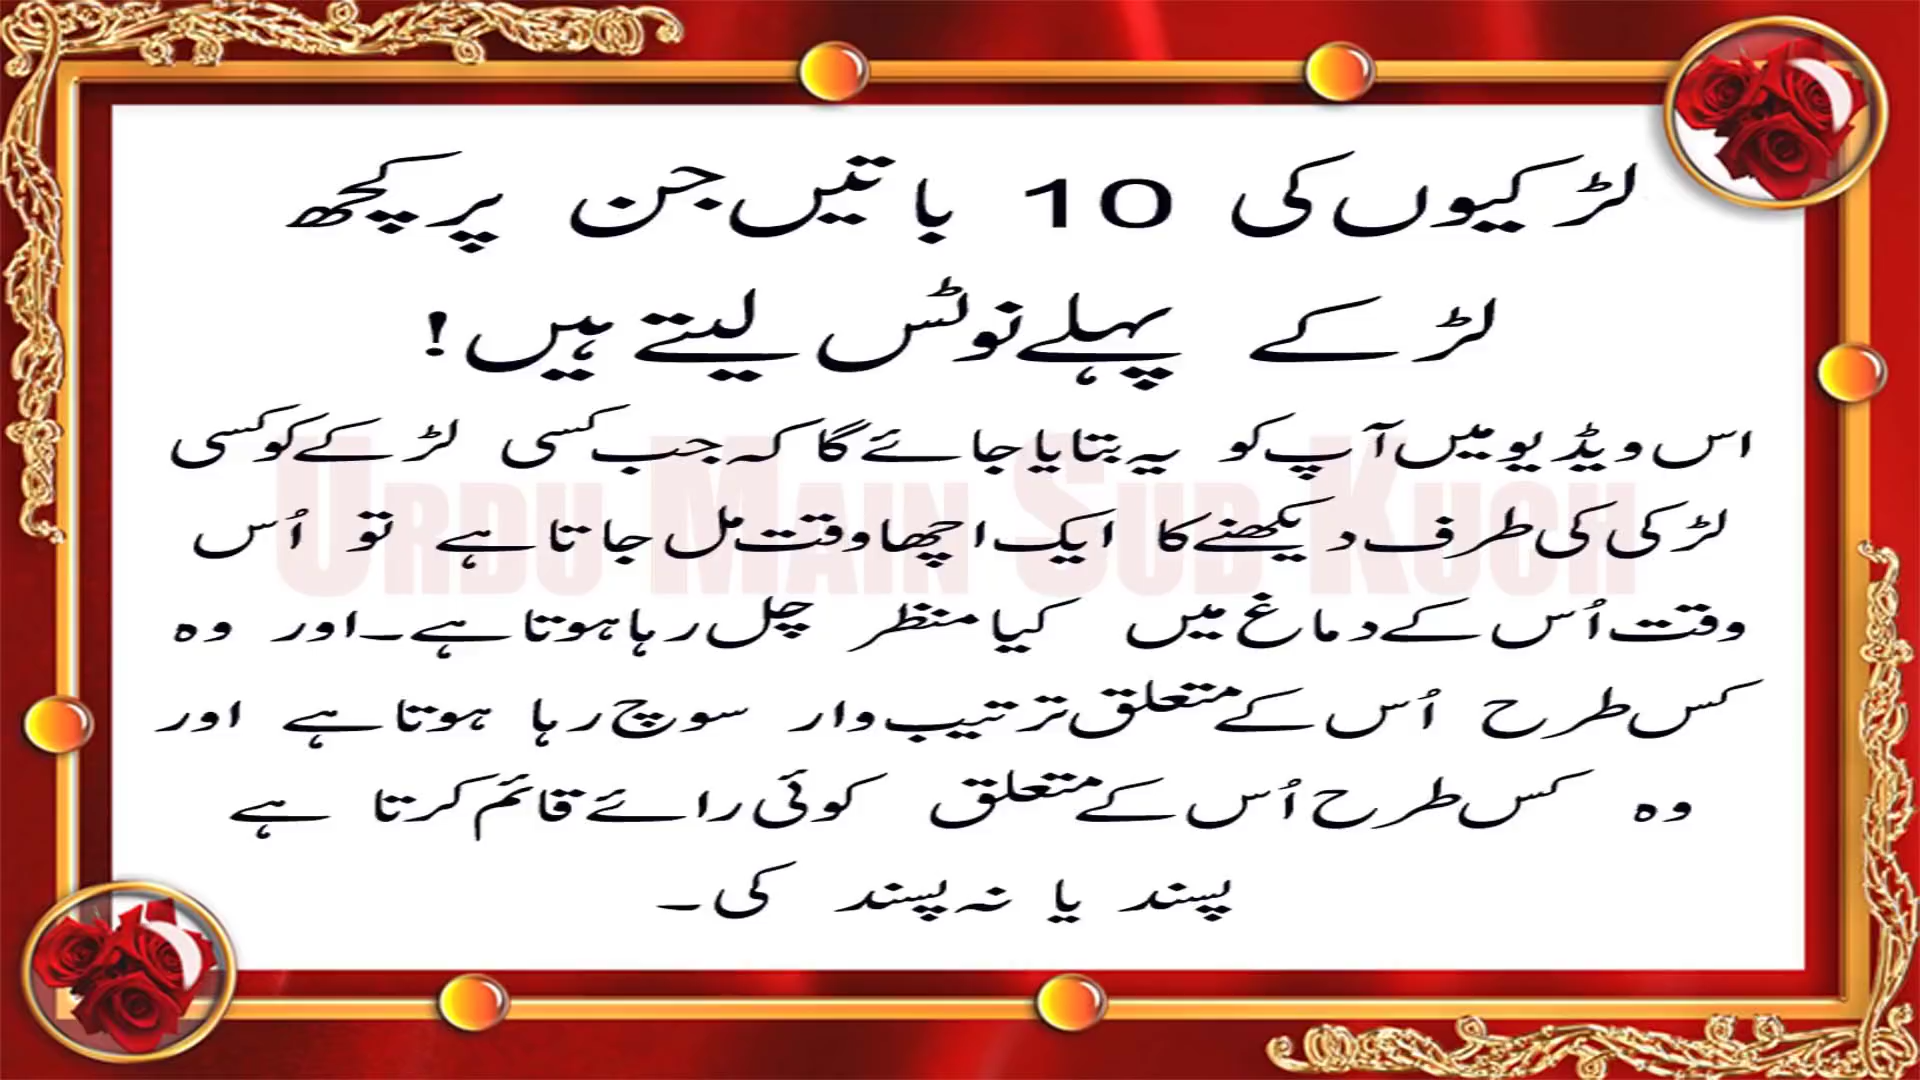 لڑکیوں کی 10 باتیں جن پر کچھ
لڑکے پہلے نوٹس لیتے ہیں!
اس ویڈیو میں آپ کو یہ بتایا جائے گا کہ جب کسی لڑکے کو کسی
لڑکی کی طرف دیکھنے کا ایک اچھا وقت مل جاتا ہے تو اُس
وقت اُس کے دماغ میں کیا منظر چل رہا ہوتا ہے۔ اور وہ
کس طرح اُس کے متعلق ترتیب وار سوچ رہا ہوتا ہے اور
وہ کس طرح اُس کے متعلق کوئی رائے قائم کرتا ہے
پسند یا نہ پسند کی۔
URDU MAIN SUB KUCH